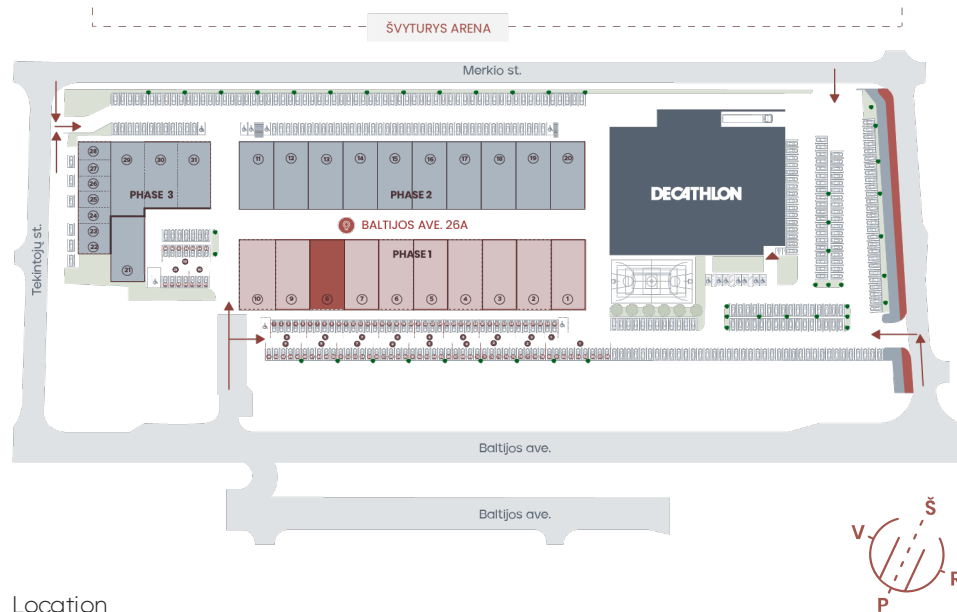 ŠVYTURYS ARENA
Merkio st.
28
27
26
25
24
23
22
29
30
31
PHASE 3
21
11
12
13
14
15
16
17
18
19
20
PHASE 2
DECATHLON
BALTIJOS AVE. 26A
PHASE 1
10
9
8
7
6
5
4
3
2
1
Tekintojų st.
Baltijos ave.
Baltijos ave.
Š
V
R
P
Location